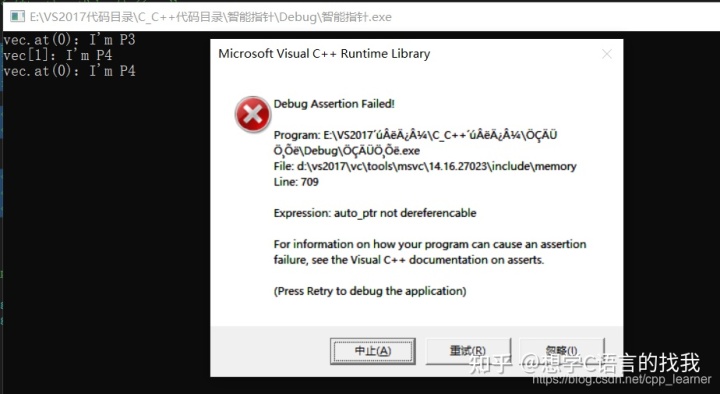 E:\VS2017代码目录\C_C++代码目录\智能指针\Debug\智能指针.exe
vec.at(0): I'm P3
vec[1]: I'm P4
vec.at(0): I'm P4
Microsoft Visual C++ Runtime Library
Debug Assertion Failed!
Program: E:\VS2017´úÂëÄ¿Â¼\C_C++´úÂëÄ¿Â¼\ÖÇÄÜ
Ö¸Õë\Debug\ÖÇÄÜÖ¸Õë.exe
File: d:\vs2017\vc\tools\msvc\14.16.27023\include\memory
Line: 709
Expression: auto_ptr not dereferencable
For information on how your program can cause an assertion
failure, see the Visual C++ documentation on asserts.
(Press Retry to debug the application)
中止(A)
重试(R)
忽略(I)
知乎 @想学C语言的找我
https://blog.csdn.net/cpp_learner